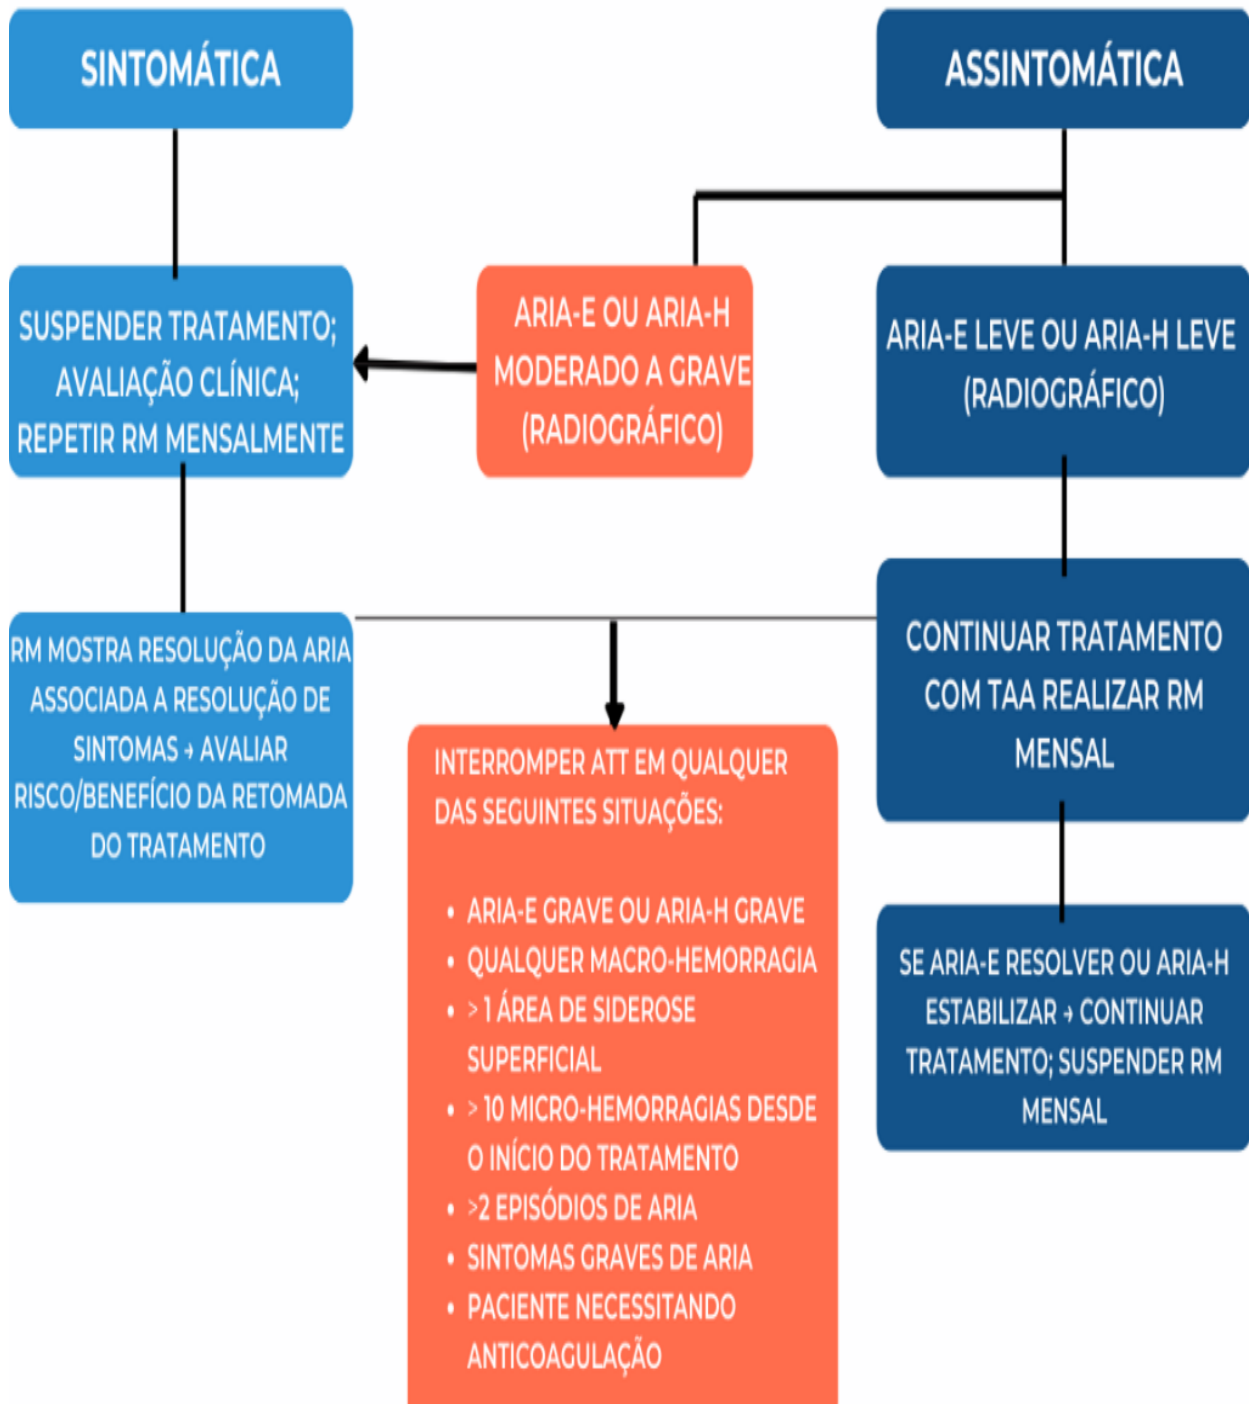 SINTOMÁTICA
ASSINTOMÁTICA
SUSPENDER TRATAMENTO;
AVALIAÇÃO CLÍNICA;
REPETIR RM MENSALMENTE
ARIA-E OU ARIA-H
MODERADO A GRAVE
(RADIOGRÁFICO)
ARIA-E LEVE OU ARIA-H LEVE
(RADIOGRÁFICO)
RM MOSTRA RESOLUÇÃO DA ARIA
ASSOCIADA A RESOLUÇÃO DE
SINTOMAS → AVALIAR
RISCO/BENEFÍCIO DA RETOMADA
DO TRATAMENTO
CONTINUAR TRATAMENTO
COM TAA REALIZAR RM
MENSAL
INTERROMPER ATT EM QUALQUER
DAS SEGUINTES SITUAÇÕES:
• ARIA-E GRAVE OU ARIA-H GRAVE
• QUALQUER MACRO-HEMORRAGIA
• > 1 ÁREA DE SIDEROSE
SUPERFICIAL
• > 10 MICRO-HEMORRAGIAS DESDE
O INÍCIO DO TRATAMENTO
• >2 EPISÓDIOS DE ARIA
• SINTOMAS GRAVES DE ARIA
• PACIENTE NECESSITANDO
ANTICOAGULAÇÃO
SE ARIA-E RESOLVER OU ARIA-H
ESTABILIZAR → CONTINUAR
TRATAMENTO; SUSPENDER RM
MENSAL